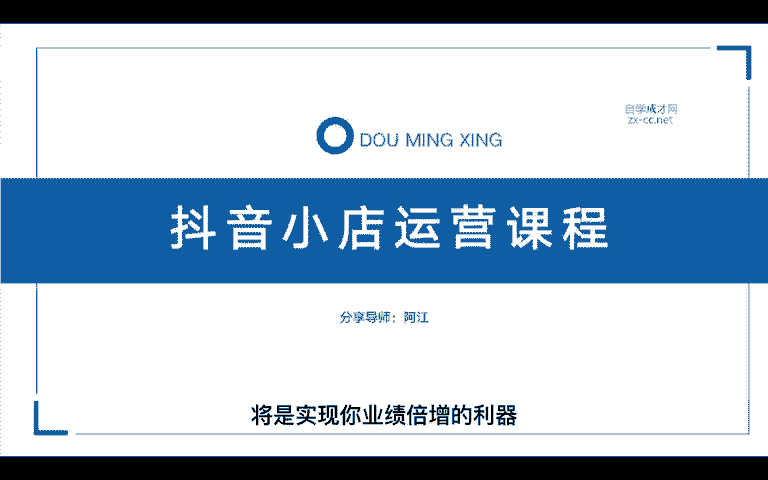 自学成才网
zx-cc.net
DOU MING XING
抖音小店运营课程
分享导师：阿江
将是实现你业绩倍增的利器